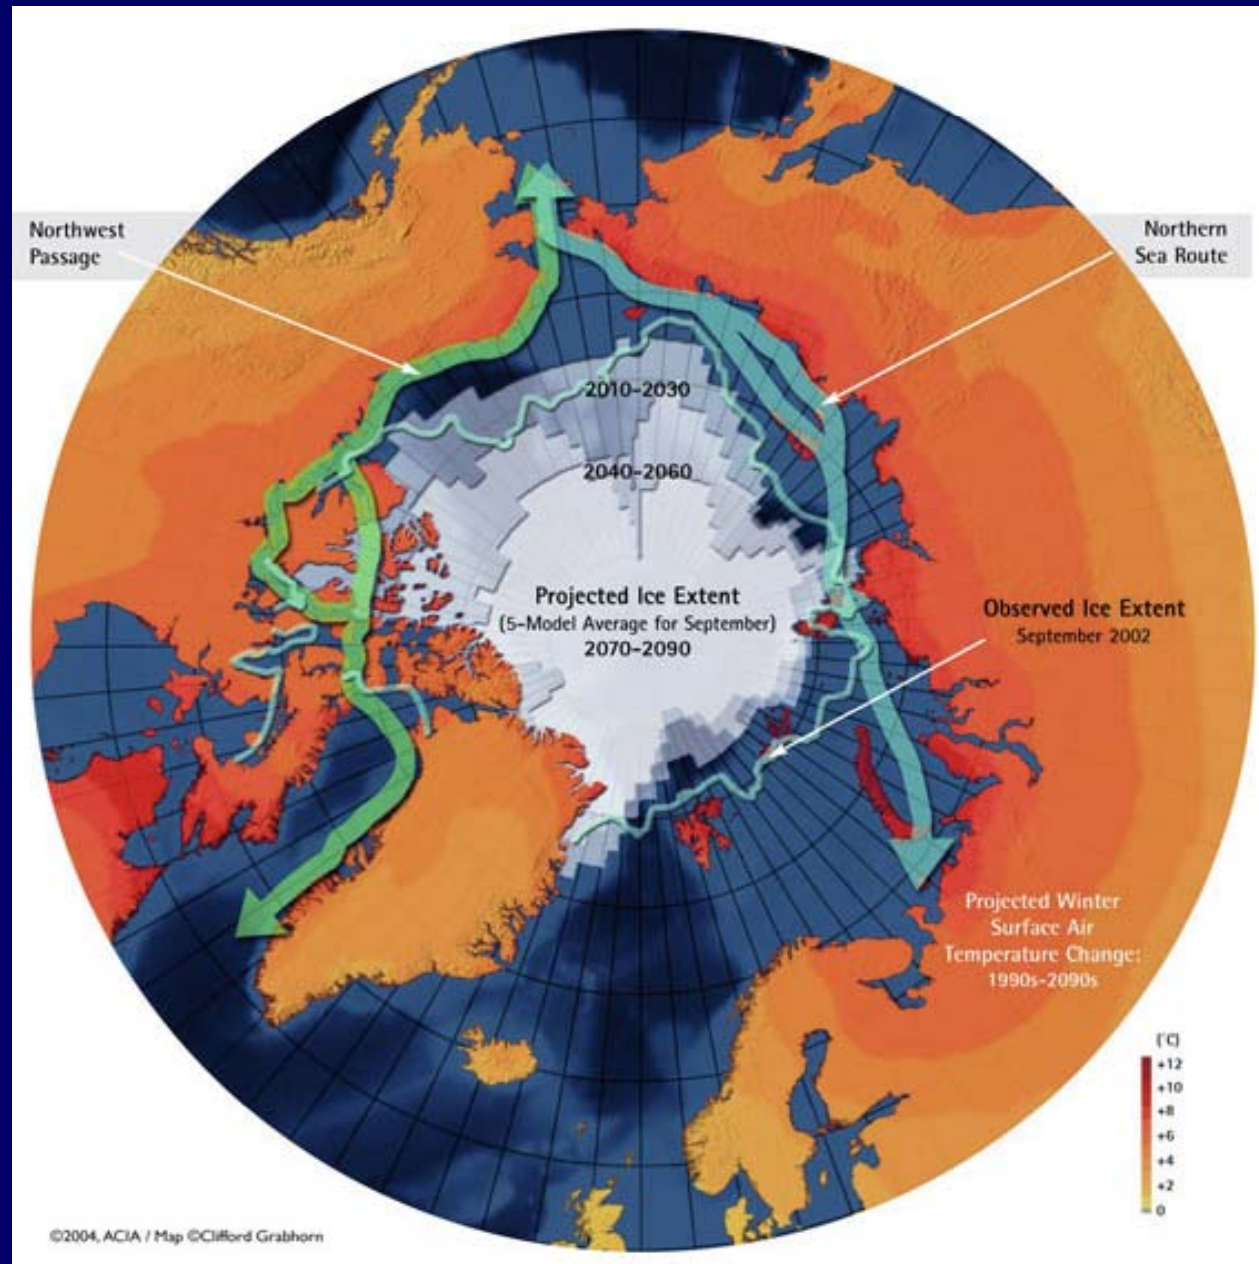 Northwest
Passage
Northern
Sea Route
2010-2030
2040-2060
Projected Ice Extent
(5-Model Average for September)
2070-2090
Observed Ice Extent
September 2002
Projected Winter
Surface Air
Temperature Change:
1990s-2090s
(˚C)
+12
+10
+8
+6
+4
+2
0
©2004, ACIA / Map ©Clifford Grabhorn